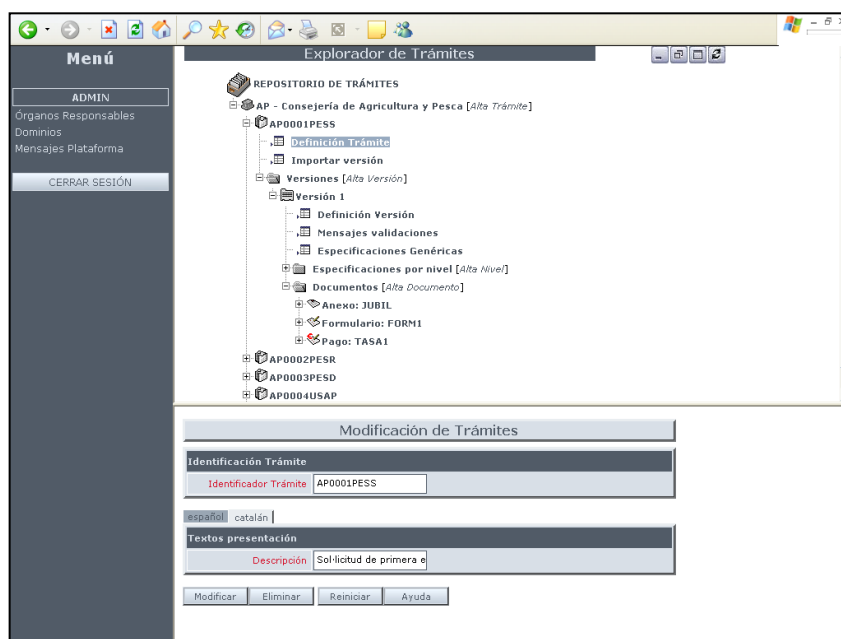 Menú
ADMIN
Órganos Responsables
Dominios
Mensajes Plataforma
CERRAR SESIÓN
Explorador de Trámites
REPOSITORIO DE TRÁMITES
AP - Consejería de Agricultura y Pesca [Alta Trámite]
AP0001PESS
Definición Trámite
Importar versión
Versiones [Alta Versión]
Versión 1
Definición Versión
Mensajes validaciones
Especificaciones Genéricas
Especificaciones por nivel [Alta Nivel]
Documentos [Alta Documento]
Anexo: JUBIL
Formulario: FORM1
Pago: TASA1
AP0002PESR
AP0003PESD
AP0004USAP
Modificación de Trámites
Identificación Trámite
Identificador Trámite AP0001PESS
español catalán
Textos presentación
Descripción Sol·licitud de primera e
Modificar Eliminar Reiniciar Ayuda